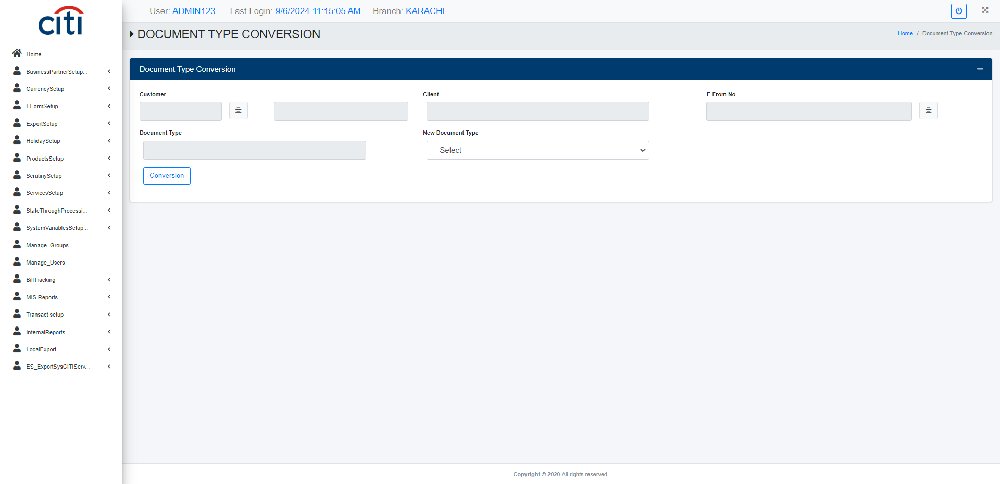 citi
User: ADMIN123 Last Login: 9/6/2024 11:15:05 AM Branch: KARACHI
DOCUMENT TYPE CONVERSION
Home / Document Type Conversion
Home
BusinessPartnerSetup...
CurrencySetup
EFormSetup
ExportSetup
HolidaySetup
ProductsSetup
ScrutinySetup
ServicesSetup
StateThroughProcessi...
SystemVariablesSetup...
Manage_Groups
Manage_Users
BillTracking
MIS Reports
Transact setup
InternalReports
LocalExport
ES_ExportSysCITIServ...
Document Type Conversion
Customer Client E-From No
Document Type New Document Type
--Select--
Conversion
Copyright © 2020 All rights reserved.